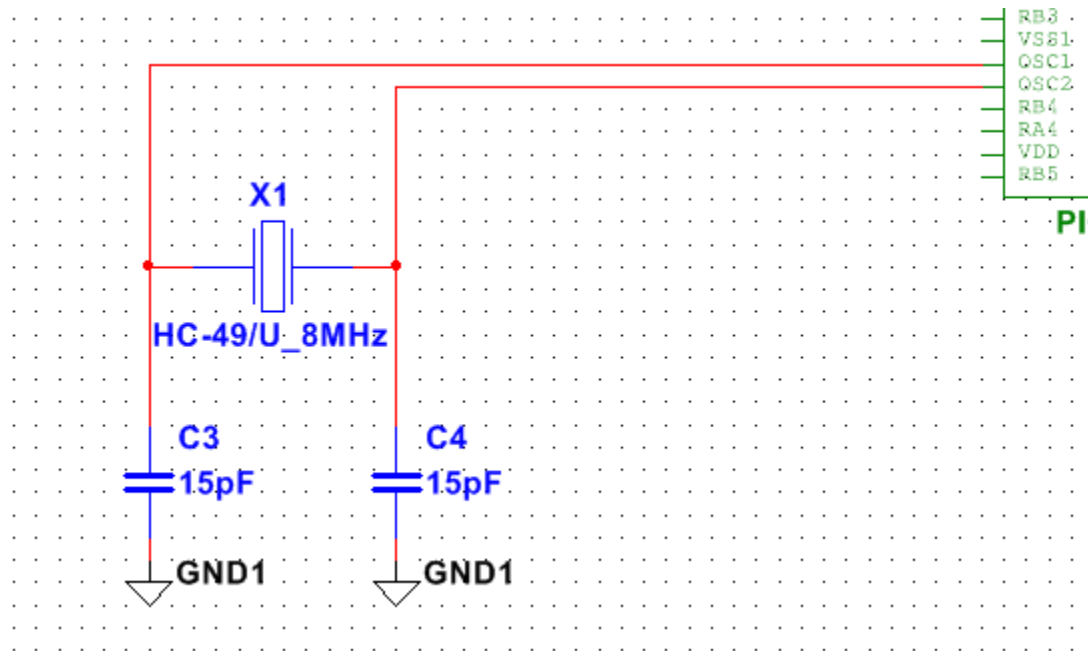 RB3
VSS1
OSC1
OSC2
RB4
RA4
VDD
RB5
PI
X1
HC-49/U_8MHz
C3
15pF
C4
15pF
GND1
GND1